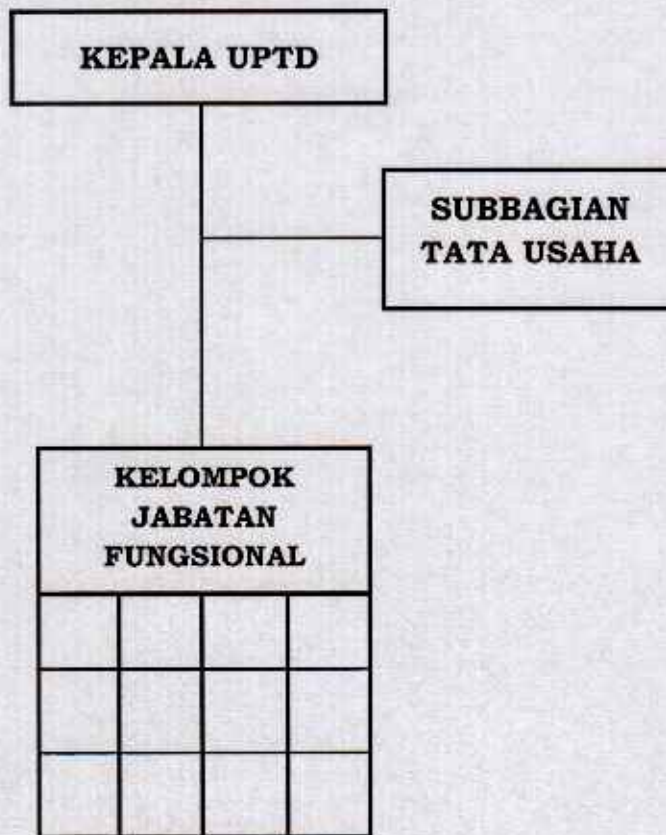 KEPALA UPTD
SUBBAGIAN
TATA USAHA
KELOMPOK
JABATAN
FUNGSIONAL